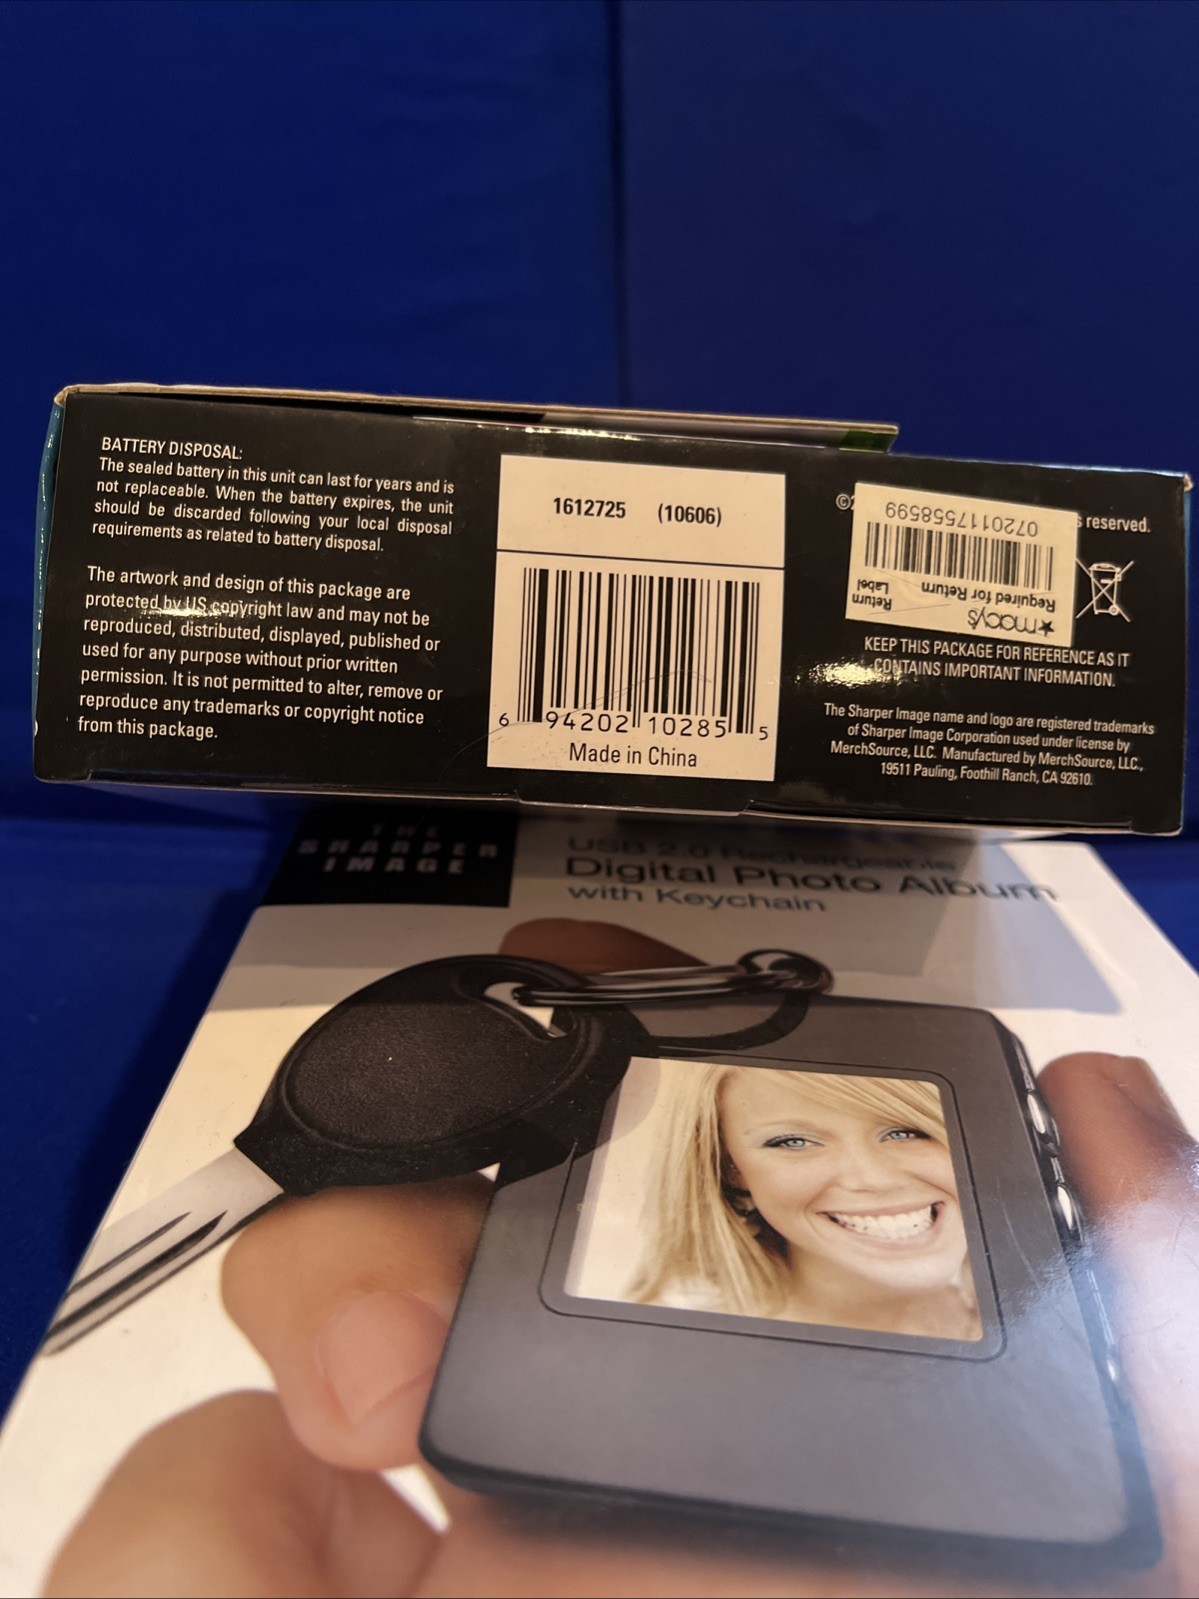 BATTERY DISPOSAL:
The sealed battery in this unit can last for years and is
not replaceable. When the battery expires, the unit
should be discarded following your local disposal
requirements as related to battery disposal.
The artwork and design of this package are
protected by US copyright law and may not be
reproduced, distributed, displayed, published or
used for any purpose without prior written
permission. It is not permitted to alter, remove or
reproduce any trademarks or copyright notice
from this package.
1612725 (10606)
6 94202 10285 5
Made in China
©
s reserved.
★macy's
Required for Return
Return
Label
072011758599
KEEP THIS PACKAGE FOR REFERENCE AS IT
CONTAINS IMPORTANT INFORMATION.
The Sharper Image name and logo are registered trademarks
of Sharper Image Corporation used under license by
MerchSource, LLC. Manufactured by MerchSource, LLC.,
19511 Pauling, Foothill Ranch, CA 92610.
THE
SHARPER
IMAGE
USB 2.0 Rechargeable
Digital Photo Album
with Keychain